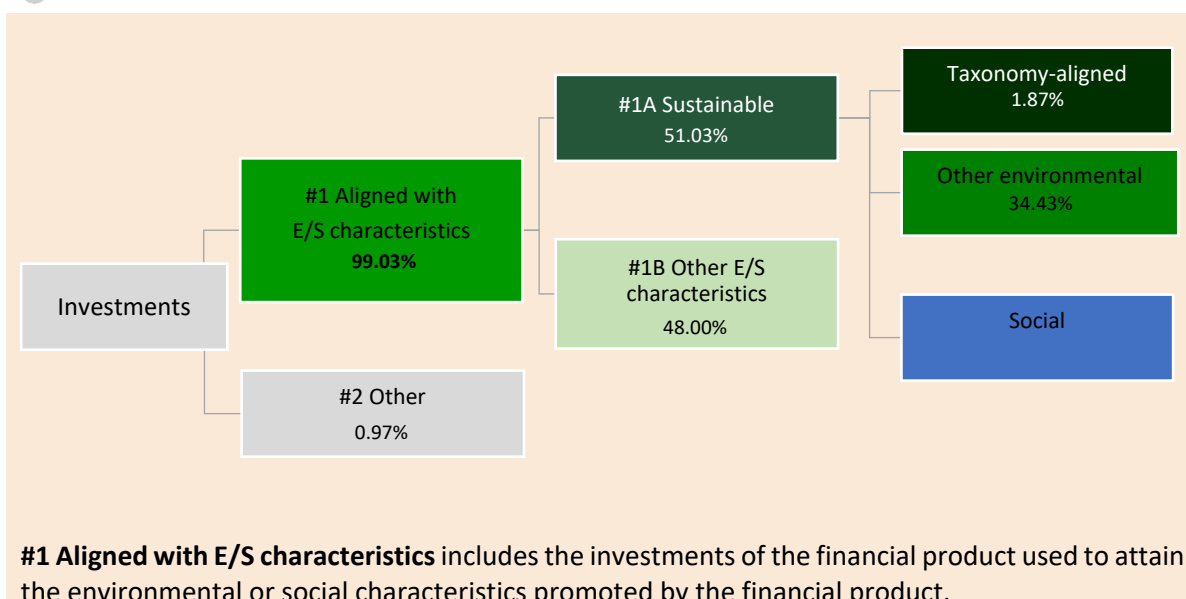 Investments
#1 Aligned with
E/S characteristics
99.03%
#2 Other
0.97%
#1A Sustainable
51.03%
#1B Other E/S
characteristics
48.00%
Taxonomy-aligned
1.87%
Other environmental
34.43%
Social
#1 Aligned with E/S characteristics includes the investments of the financial product used to attain
the environmental or social characteristics promoted by the financial product.